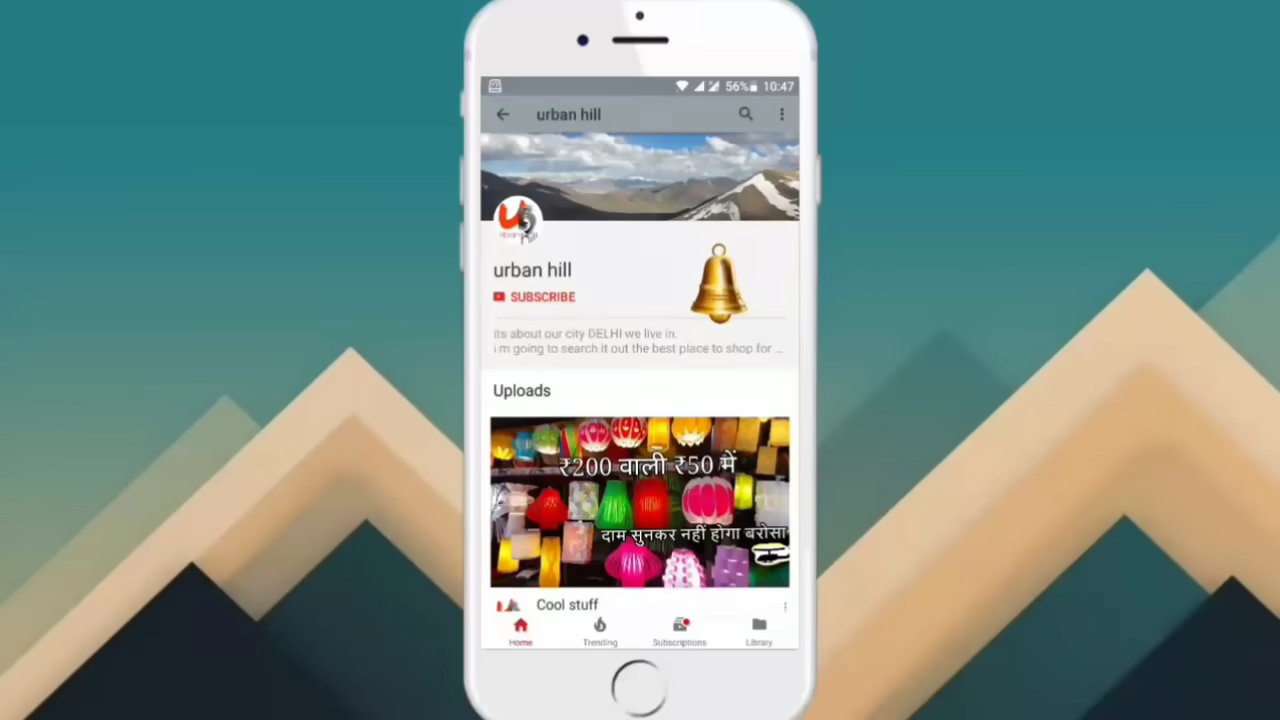 56% 10:47
urban hill
urban hill
SUBSCRIBE
its about our city DELHI we live in.
i m going to search it out the best place to shop for ...
Uploads
₹200 वाली ₹50 में
दाम सुनकर नहीं होगा बरोसा
Cool stuff
Home Trending Subscriptions Library